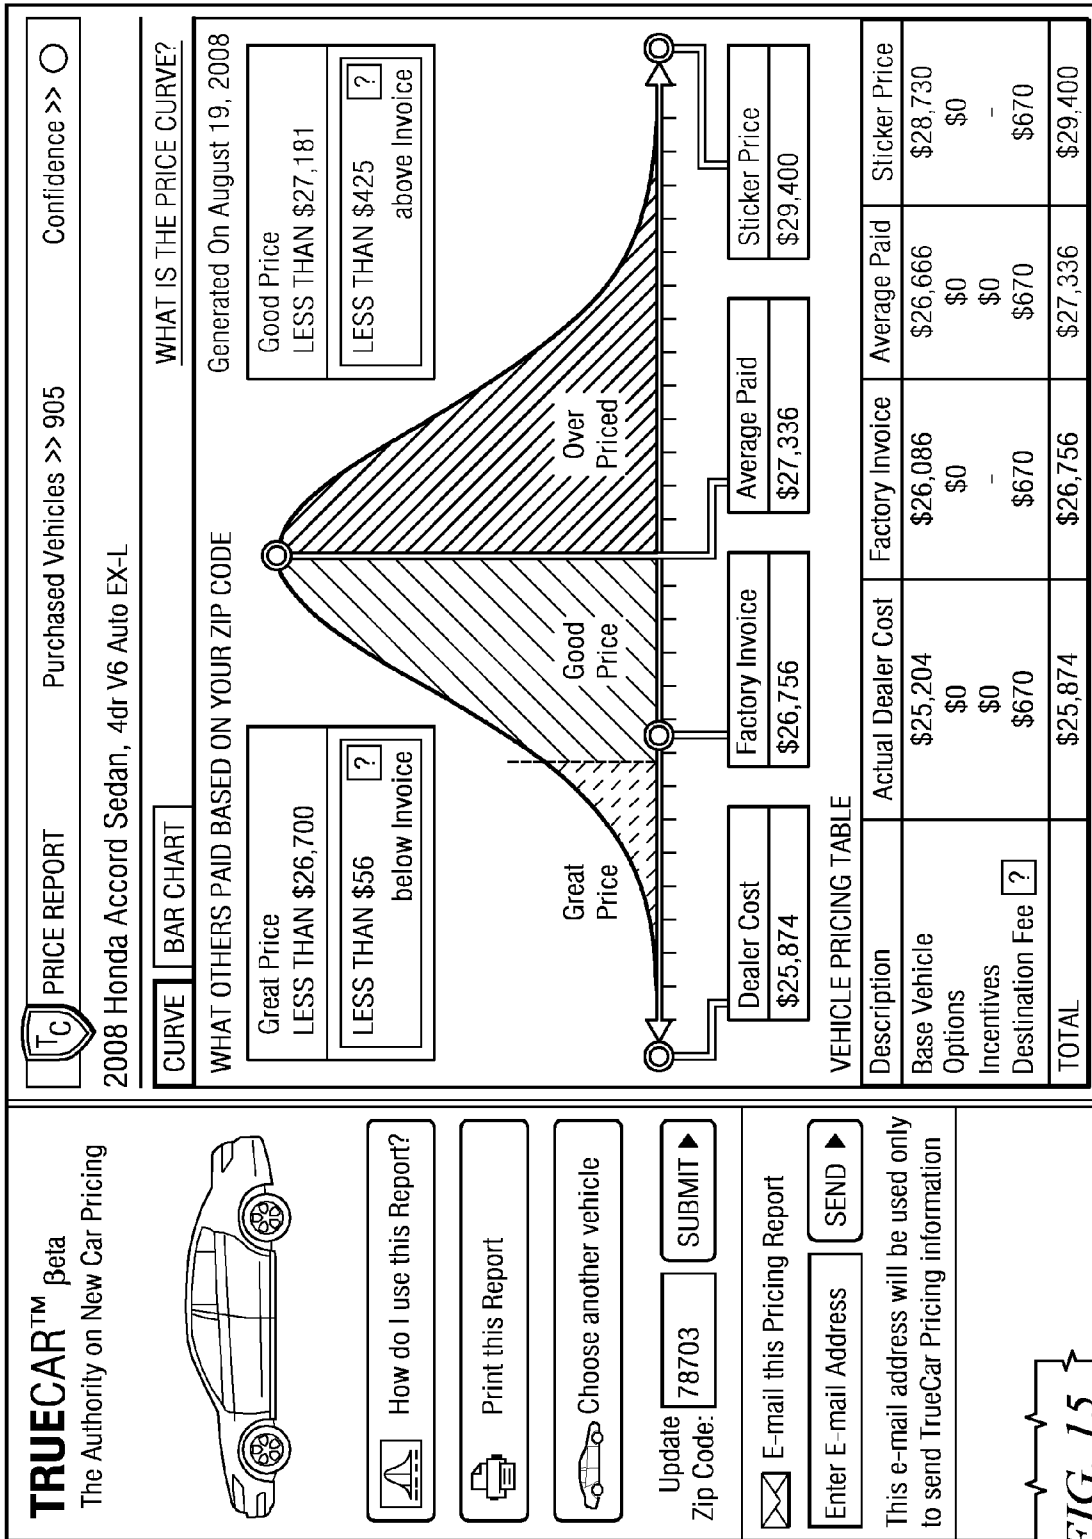 TRUECAR™ βeta
The Authority on New Car Pricing
How do I use this Report?
Print this Report
Choose another vehicle
Update
Zip Code: 78703 SUBMIT
E-mail this Pricing Report
Enter E-mail Address SEND
This e-mail address will be used only
to send TrueCar Pricing information
FIG. 15
TC PRICE REPORT Purchased Vehicles >> 905 Confidence >>
2008 Honda Accord Sedan, 4dr V6 Auto EX-L
CURVE BAR CHART WHAT IS THE PRICE CURVE?
WHAT OTHERS PAID BASED ON YOUR ZIP CODE Generated On August 19, 2008
Great Price
LESS THAN $26,700
LESS THAN $56 ?
below Invoice
Good Price
LESS THAN $27,181
LESS THAN $425 ?
above Invoice
Great
Price
Good
Price
Over
Priced
Dealer Cost
$25,874
Factory Invoice
$26,756
Average Paid
$27,336
Sticker Price
$29,400
VEHICLE PRICING TABLE
Description Actual Dealer Cost Factory Invoice Average Paid Sticker Price
Base Vehicle $25,204 $26,086 $26,666 $28,730
Options $0 $0 $0 $0
Incentives $0 - $0 -
Destination Fee ? $670 $670 $670 $670
TOTAL $25,874 $26,756 $27,336 $29,400